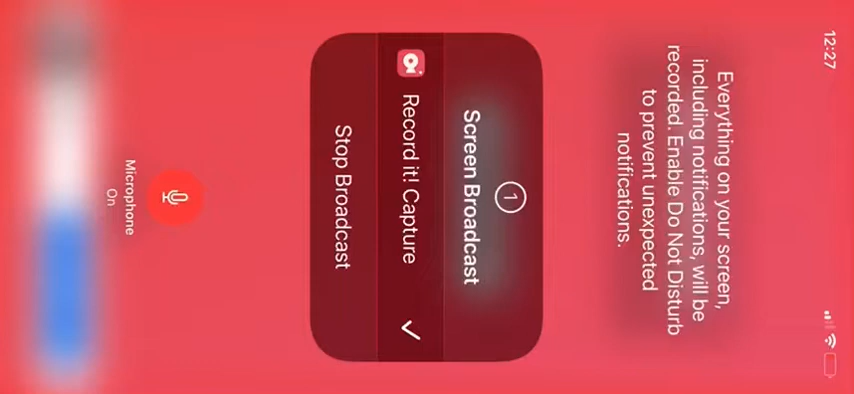 12:27
Everything on your screen,
including notifications, will be
recorded. Enable Do Not Disturb
to prevent unexpected
notifications.
1
Screen Broadcast
Record it! Capture
Stop Broadcast
Microphone
On